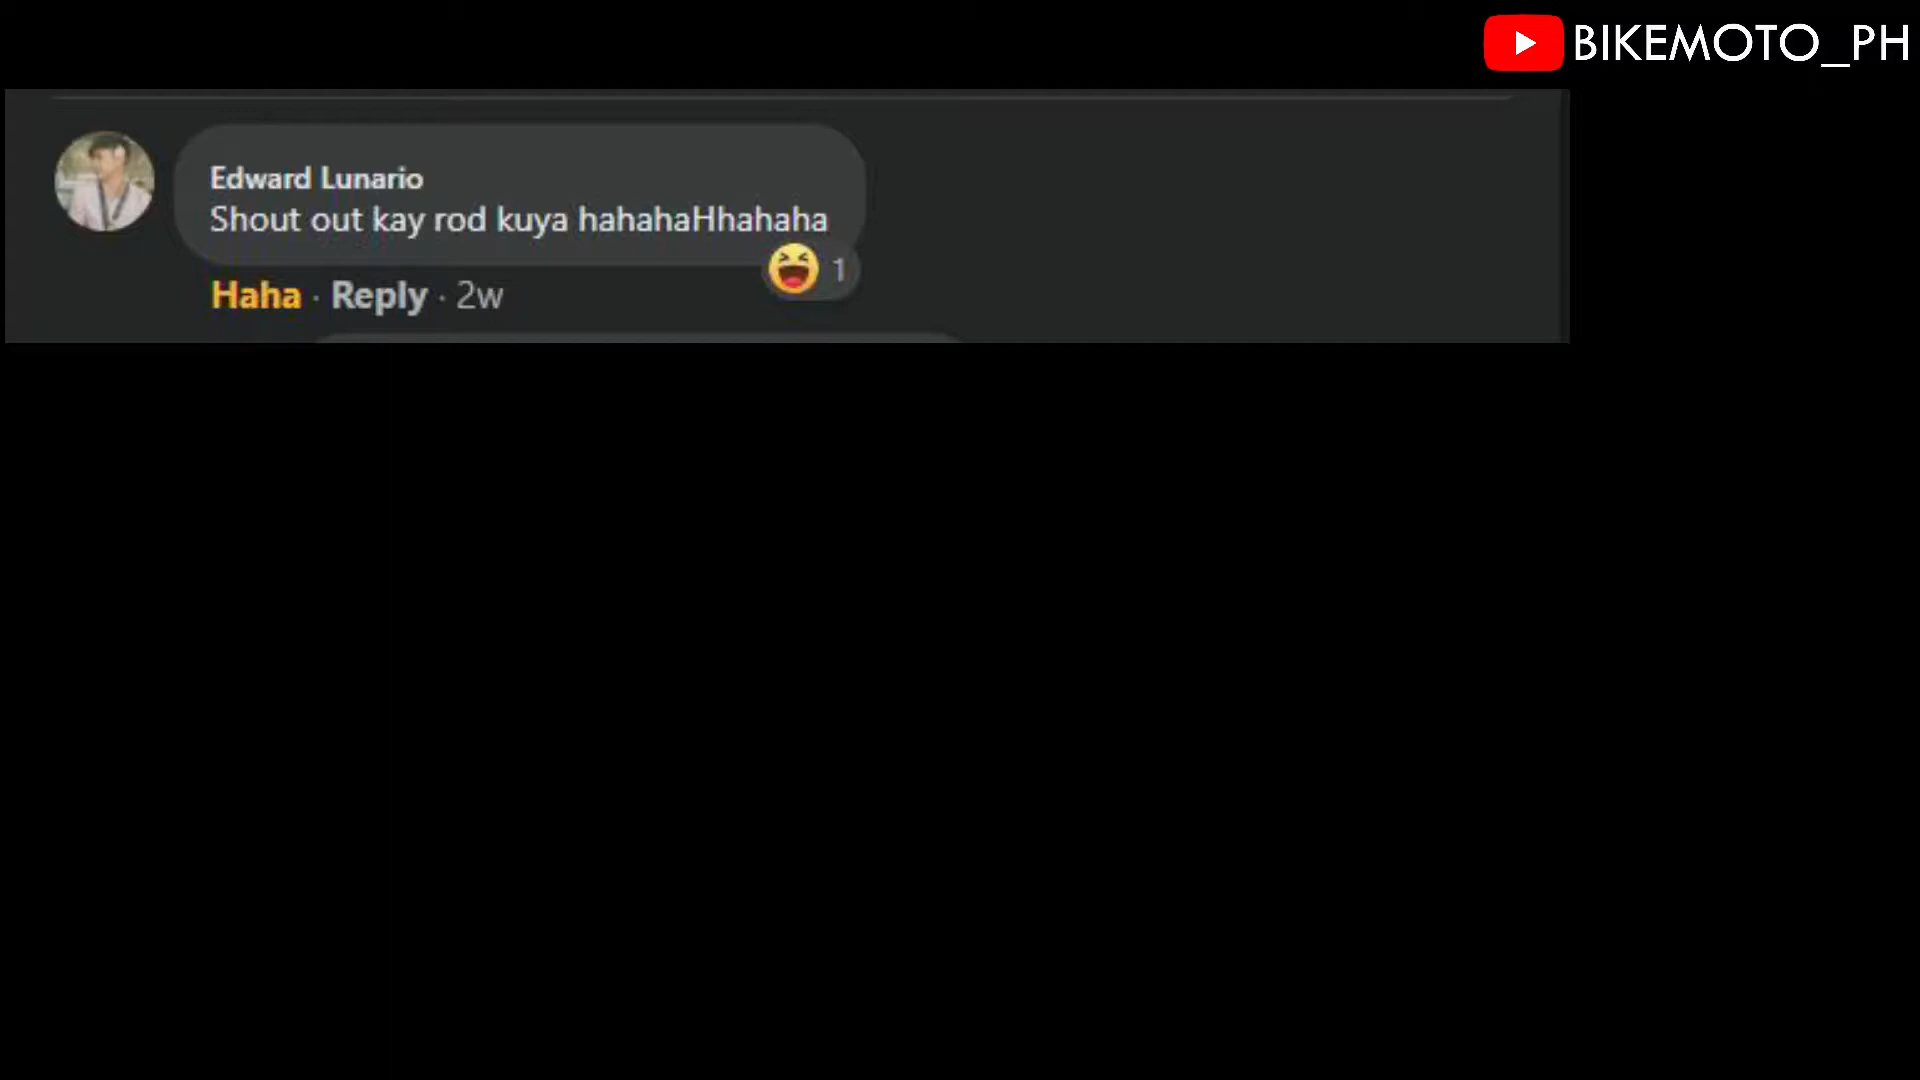 BIKEMOTO_PH
Edward Lunario
Shout out kay rod kuya hahahaHhahaha
1
Haha · Reply · 2w